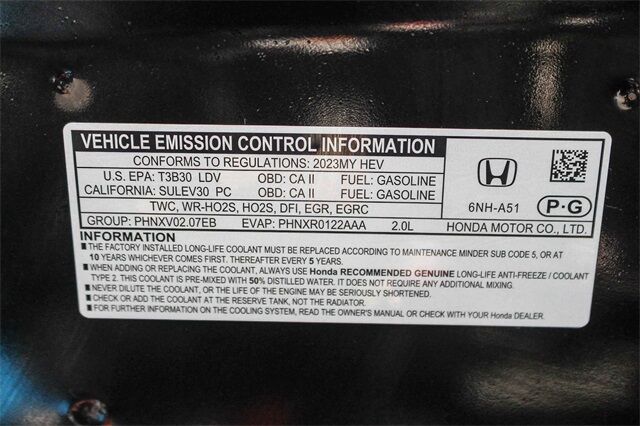 VEHICLE EMISSION CONTROL INFORMATION
CONFORMS TO REGULATIONS: 2023MY HEV
U.S. EPA: T3B30 LDV OBD: CA II FUEL: GASOLINE
CALIFORNIA: SULEV30 PC OBD: CA II FUEL: GASOLINE
TWC, WR-HO2S, HO2S, DFI, EGR, EGRC
GROUP: PHNXV02.07EB EVAP: PHNXR0122AAA 2.0L
6NH-A51 P-G
HONDA MOTOR CO., LTD.
INFORMATION
■ THE FACTORY INSTALLED LONG-LIFE COOLANT MUST BE REPLACED ACCORDING TO MAINTENANCE MINDER SUB CODE 5, OR AT
10 YEARS WHICHEVER COMES FIRST. THEREAFTER EVERY 5 YEARS.
■ WHEN ADDING OR REPLACING THE COOLANT, ALWAYS USE Honda RECOMMENDED GENUINE LONG-LIFE ANTI-FREEZE / COOLANT
TYPE 2. THIS COOLANT IS PRE-MIXED WITH 50% DISTILLED WATER. IT DOES NOT REQUIRE ANY ADDITIONAL MIXING.
■ NEVER DILUTE THE COOLANT, OR THE LIFE OF THE ENGINE MAY BE SERIOUSLY SHORTENED.
■ CHECK OR ADD THE COOLANT AT THE RESERVE TANK, NOT THE RADIATOR.
■ FOR FURTHER INFORMATION ON THE COOLING SYSTEM, READ THE OWNER'S MANUAL OR CHECK WITH YOUR Honda DEALER.